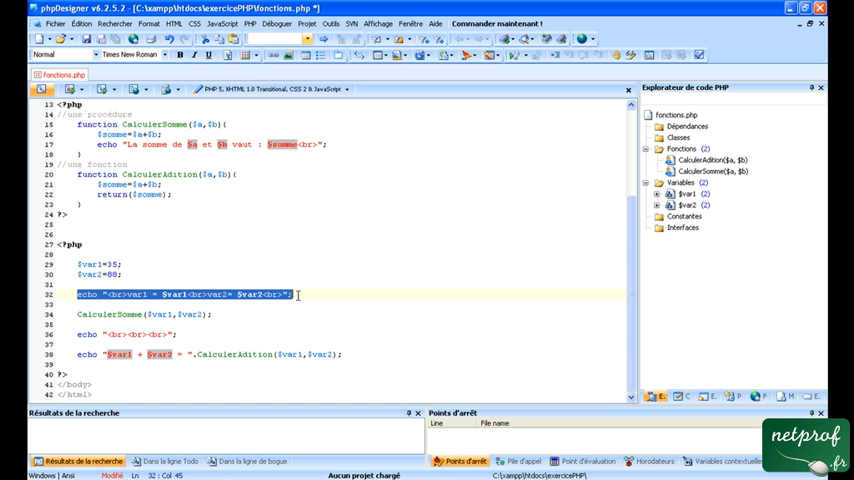 phpDesigner v6.2.5.2 - [C:\xampp\htdocs\exercicePHP\fonctions.php *]
Fichier Édition Rechercher Format HTML CSS JavaScript PHP Débuguer Projet Outils SVN Affichage Fenêtre Aide Commander maintenant !
Normal Times New Roman B I U
fonctions.php
PHP 5, XHTML 1.0 Transitional, CSS 2 & JavaScript
Explorateur de code PHP
13 <?php
14 //une procédure
15 function CalculerSomme($a,$b){
16 $somme=$a+$b;
17 echo "La somme de $a et $b vaut : $somme<br>";
18 }
19 //une fonction
20 function CalculerAdition($a,$b){
21 $somme=$a+$b;
22 return($somme);
23 }
24 ?>
25
26
27 <?php
28
29 $var1=35;
30 $var2=88;
31
32 echo "<br>var1 = $var1<br>var2= $var2<br>";
33
34 CalculerSomme($var1,$var2);
35
36 echo "<br><br><br>";
37
38 echo "$var1 + $var2 = ".CalculerAdition($var1,$var2);
39
40 ?>
41 </body>
42 </html>
fonctions.php
Dépendances
Classes
Fonctions (2)
CalculerAdition($a, $b)
CalculerSomme($a, $b)
Variables (2)
$var1 (2)
$var2 (2)
Constantes
Interfaces
E. C E. P F M E.
Résultats de la recherche
Points d'arrêt
Line File name
Résultats de la recherche Dans la ligne Todo Dans la ligne de bogue
Points d'arrêt Pile d'appel Point d'évaluation Horodateurs Variables contextuelle
Windows \ Ansi Modifié Ln 32 : Col 45 Aucun projet chargé C:\xampp\htdocs\exercicePHP\
netprof
.fr